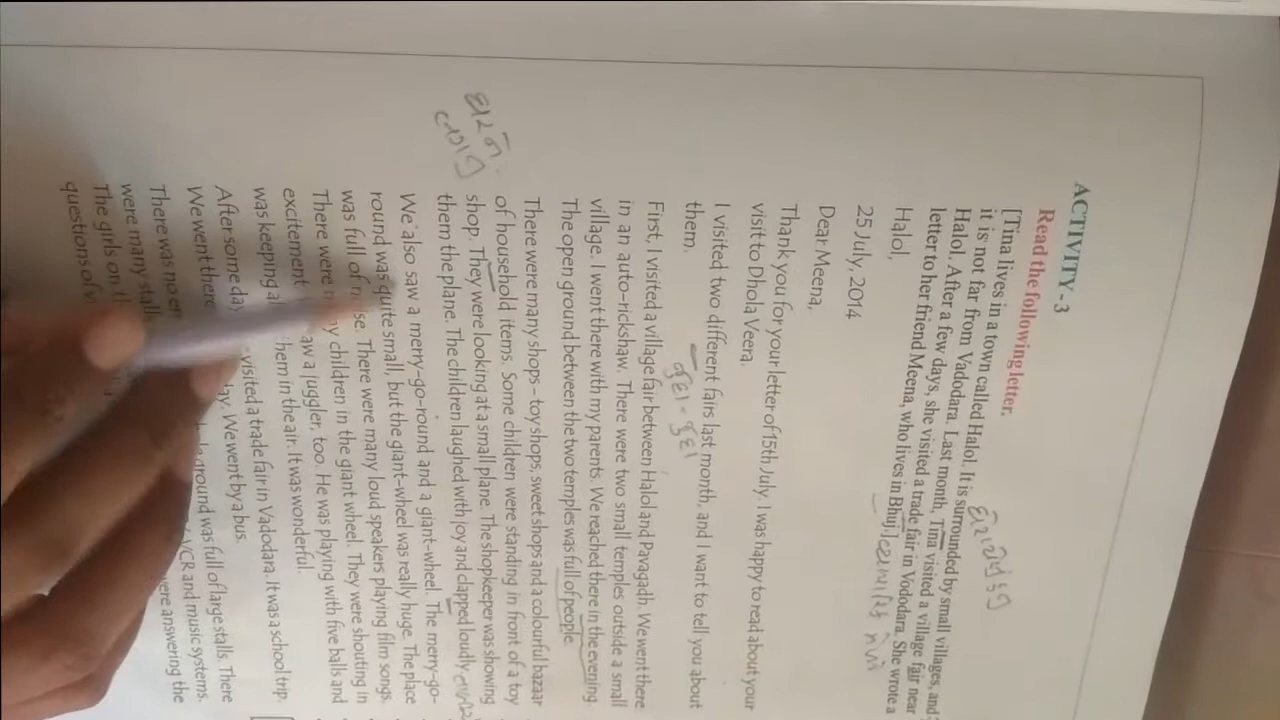 ACTIVITY-3
Read the following letter.
[Tina lives in a town called Halol. It is surrounded by small villages, and
it is not far from Vadodara. Last month, Tina visited a village fair near
Halol. After a few days, she visited a trade fair in Vododara. She wrote a
letter to her friend Meena, who lives in Bhuj
Halol,
25 July, 2014
Dear Meena,
Thank you for your letter of 15th July. I was happy to read about your
visit to Dhola Veera.
I visited two different fairs last month, and I want to tell you about
them.
First, I visited a village fair between Halol and Pavagadh. We went there
in an auto-rickshaw. There were two small temples outside a small
village. I went there with my parents. We reached there in the evening.
The open ground between the two temples was full of people.
There were many shops - toy shops, sweet shops and a colourful bazaar
of household items. Some children were standing in front of a toy
shop. They were looking at a small plane. The shopkeeper was showing
them the plane. The children laughed with joy and clapped loudly
We also saw a merry-go-round and a giant-wheel. The merry-go-
round was quite small, but the giant-wheel was really huge. The place
was full of noise. There were many loud speakers playing film songs.
There were children in the giant wheel. They were shouting in
excitement a juggler, too. He was playing with five balls and
was keeping them in the air. It was wonderful.
After some visited a trade fair in Vadodara. It was a school trip.
We went there We went by a bus.
There was no ground was full of large stalls. There
were many VCR and music systems.
The girls on were answering the
questions of